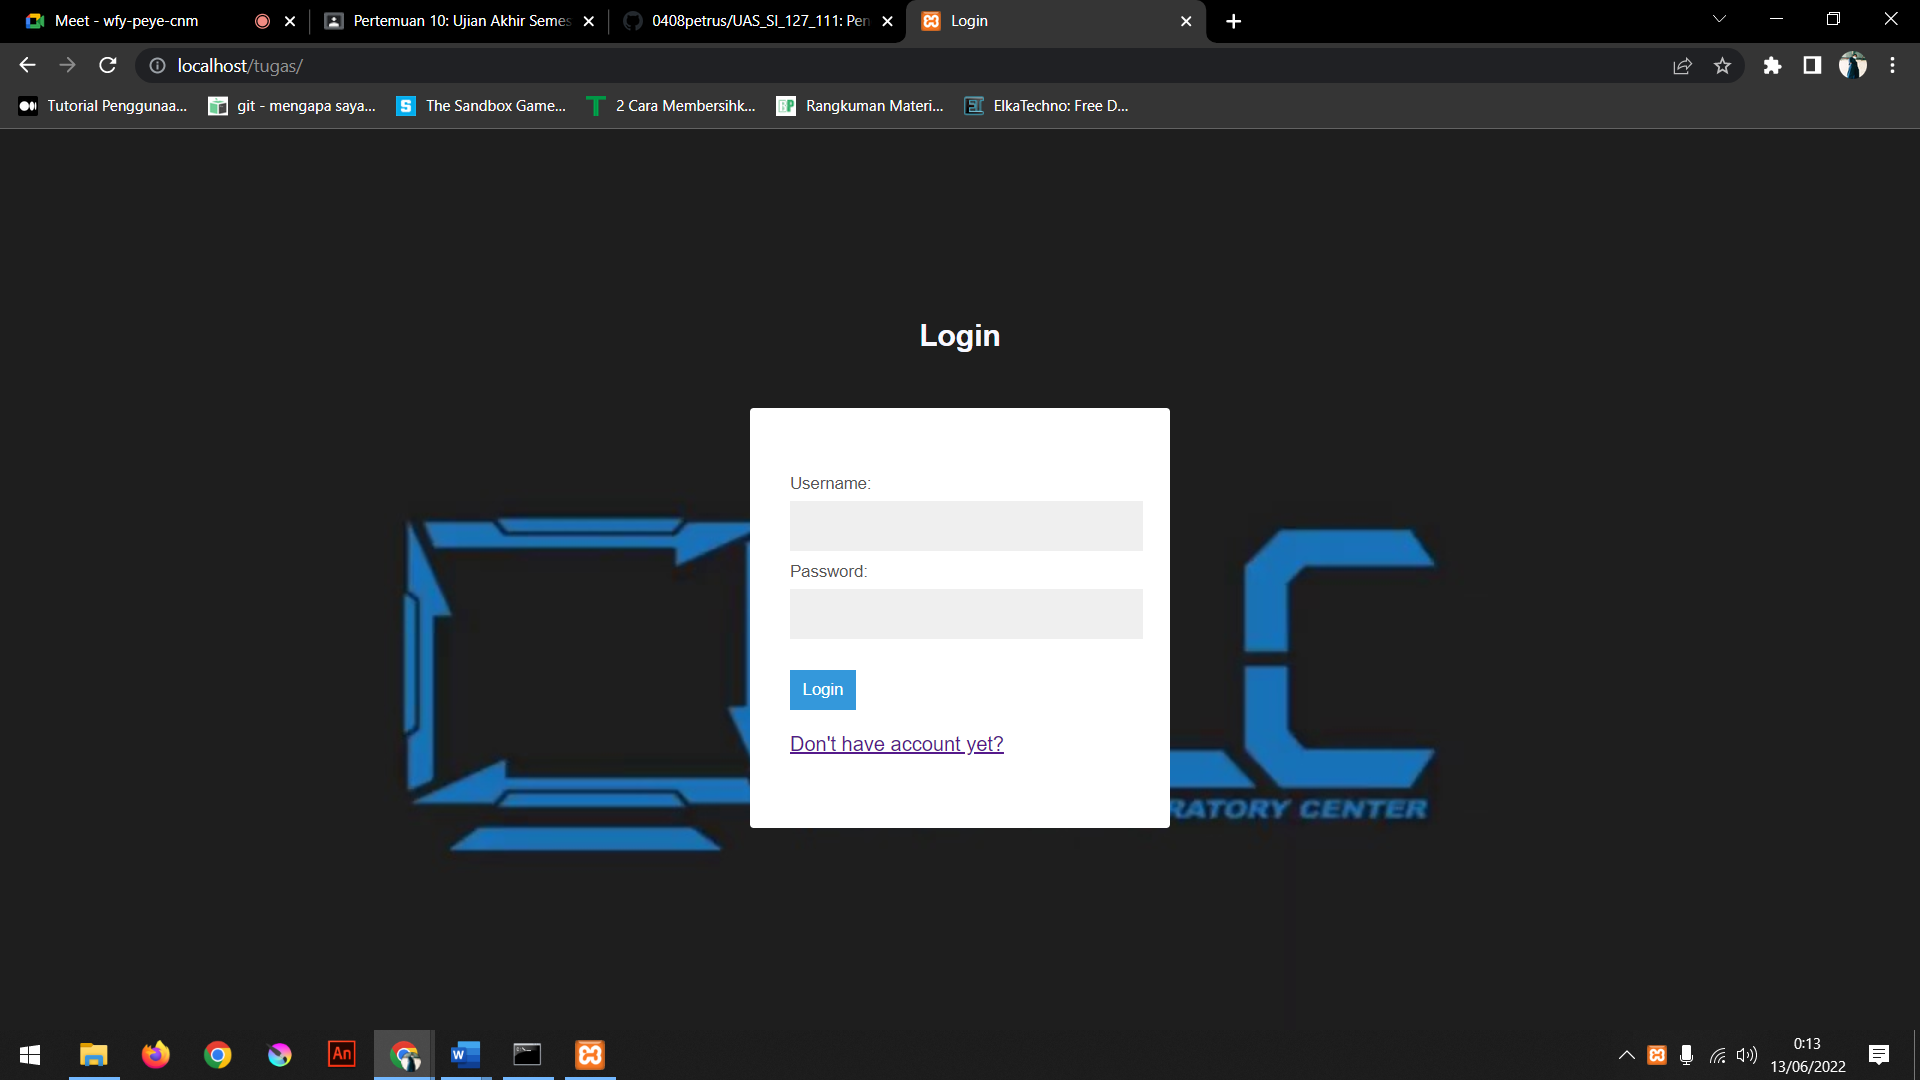 Meet - wfy-peye-cnm
Pertemuan 10: Ujian Akhir Semes
0408petrus/UAS_SI_127_111: Pen
Login
localhost/tugas/
Tutorial Penggunaa...
git - mengapa saya...
The Sandbox Game...
2 Cara Membersihk...
Rangkuman Materi...
ElkaTechno: Free D...
Login
Username:
Password:
Login
Don't have account yet?
C
RATORY CENTER
An
W
0:13
13/06/2022